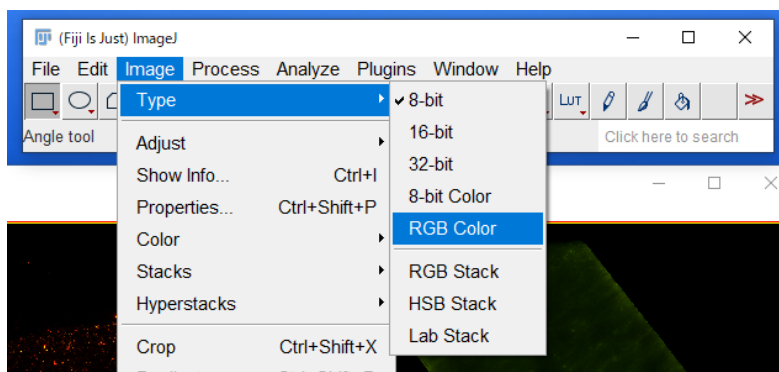 (Fiji Is Just) ImageJ
File Edit Image Process Analyze Plugins Window Help
LUT
Angle tool
Click here to search
Type
Adjust
Show Info... Ctrl+I
Properties... Ctrl+Shift+P
Color
Stacks
Hyperstacks
Crop Ctrl+Shift+X
8-bit
16-bit
32-bit
8-bit Color
RGB Color
RGB Stack
HSB Stack
Lab Stack